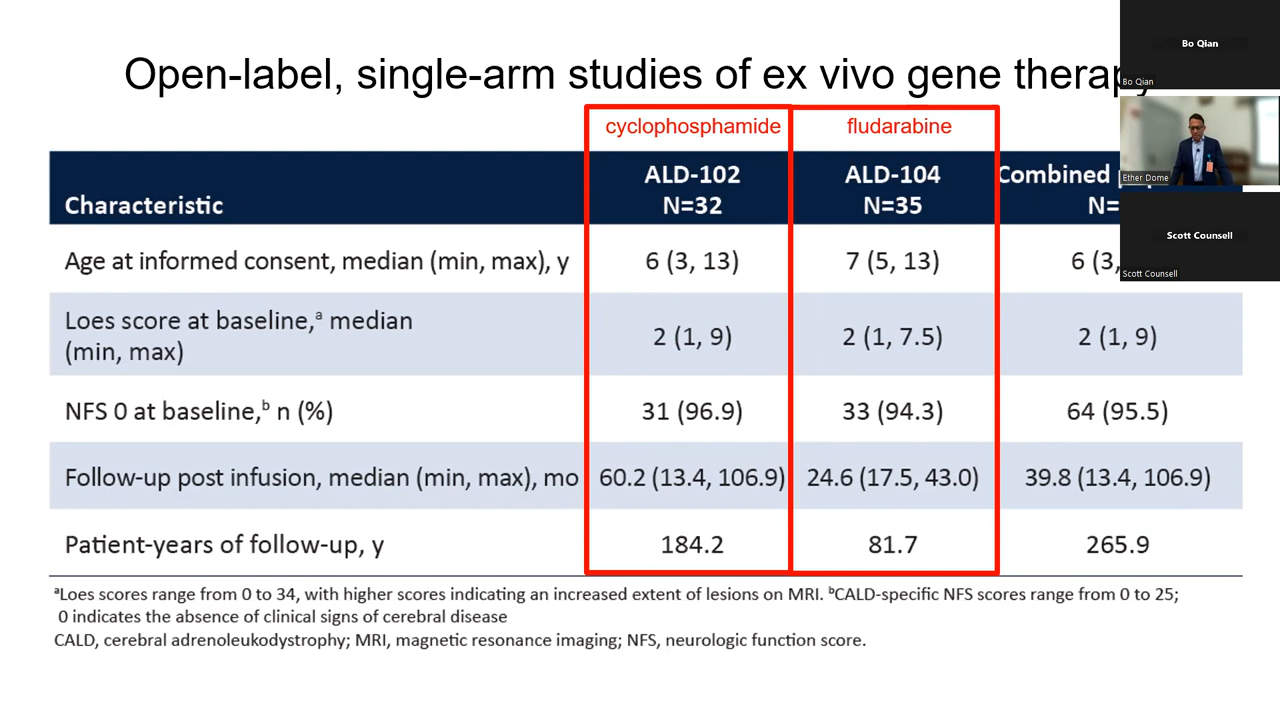 Open-label, single-arm studies of ex vivo gene therapy
cyclophosphamide fludarabine
Characteristic ALD-102 N=32 ALD-104 N=35 Combined N=
Age at informed consent, median (min, max), y 6 (3, 13) 7 (5, 13) 6 (3,
Loes score at baseline,ᵃ median (min, max) 2 (1, 9) 2 (1, 7.5) 2 (1, 9)
NFS 0 at baseline,ᵇ n (%) 31 (96.9) 33 (94.3) 64 (95.5)
Follow-up post infusion, median (min, max), mo 60.2 (13.4, 106.9) 24.6 (17.5, 43.0) 39.8 (13.4, 106.9)
Patient-years of follow-up, y 184.2 81.7 265.9
ᵃLoes scores range from 0 to 34, with higher scores indicating an increased extent of lesions on MRI. ᵇCALD-specific NFS scores range from 0 to 25;
0 indicates the absence of clinical signs of cerebral disease
CALD, cerebral adrenoleukodystrophy; MRI, magnetic resonance imaging; NFS, neurologic function score.
Bo Qian
Bo Qian
Ether Dome
Scott Counsell
Scott Counsell